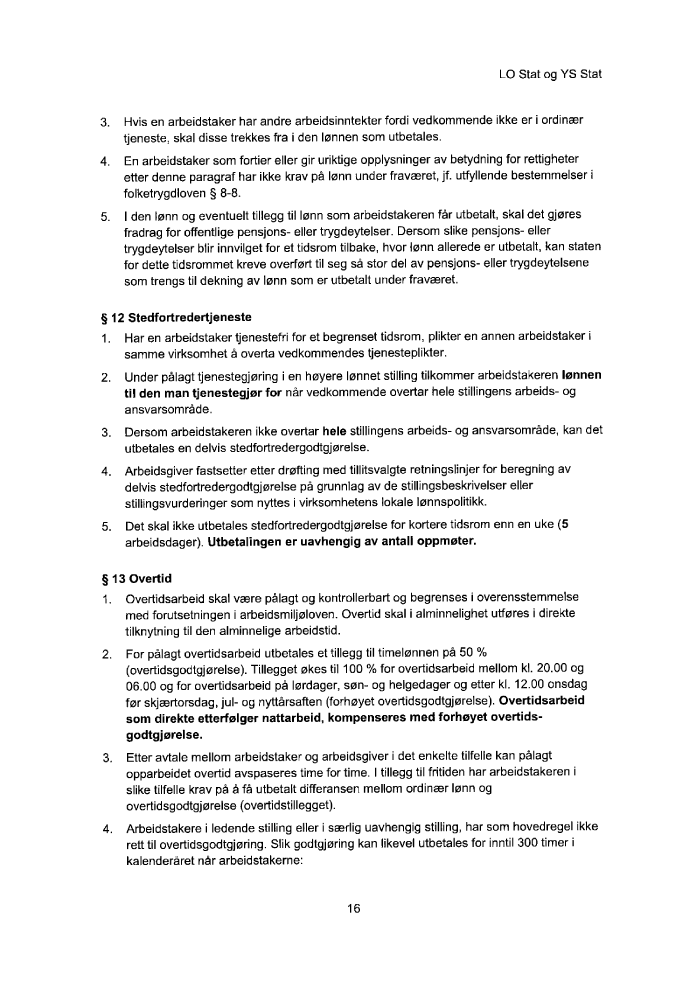 LO Stat og YS Stat
3. Hvis en arbeidstaker har andre arbeidsinntekter fordi vedkommende ikke er i ordinær
tjeneste, skal disse trekkes fra i den lønnen som utbetales.
4. En arbeidstaker som fortier eller gir uriktige opplysninger av betydning for rettigheter
etter denne paragraf har ikke krav på lønn under fraværet, jf. utfyllende bestemmelser i
folketrygdloven § 8-8.
5. I den lønn og eventuelt tillegg til lønn som arbeidstakeren får utbetalt, skal det gjøres
fradrag for offentlige pensjons- eller trygdeytelser. Dersom slike pensjons- eller
trygdeytelser blir innvilget for et tidsrom tilbake, hvor lønn allerede er utbetalt, kan staten
for dette tidsrommet kreve overført til seg så stor del av pensjons- eller trygdeytelsene
som trengs til dekning av lønn som er utbetalt under fraværet.
§ 12 Stedfortredertjeneste
1. Har en arbeidstaker tjenestefri for et begrenset tidsrom, plikter en annen arbeidstaker i
samme virksomhet å overta vedkommendes tjenesteplikter.
2. Under pålagt tjenestegjøring i en høyere lønnet stilling tilkommer arbeidstakeren lønnen
til den man tjenestegjør for når vedkommende overtar hele stillingens arbeids- og
ansvarsområde.
3. Dersom arbeidstakeren ikke overtar hele stillingens arbeids- og ansvarsområde, kan det
utbetales en delvis stedfortredergodtgjørelse.
4. Arbeidsgiver fastsetter etter drøfting med tillitsvalgte retningslinjer for beregning av
delvis stedfortredergodtgjørelse på grunnlag av de stillingsbeskrivelser eller
stillingsvurderinger som nyttes i virksomhetens lokale lønnspolitikk.
5. Det skal ikke utbetales stedfortredergodtgjørelse for kortere tidsrom enn en uke (5
arbeidsdager). Utbetalingen er uavhengig av antall oppmøter.
§ 13 Overtid
1. Overtidsarbeid skal være pålagt og kontrollerbart og begrenses i overensstemmelse
med forutsetningen i arbeidsmiljøloven. Overtid skal i alminnelighet utføres i direkte
tilknytning til den alminnelige arbeidstid.
2. For pålagt overtidsarbeid utbetales et tillegg til timelønnen på 50 %
(overtidsgodtgjørelse). Tillegget økes til 100 % for overtidsarbeid mellom kl. 20.00 og
06.00 og for overtidsarbeid på lørdager, søn- og helgedager og etter kl. 12.00 onsdag
før skjærtorsdag, jul- og nyttårsaften (forhøyet overtidsgodtgjørelse). Overtidsarbeid
som direkte etterfølger nattarbeid, kompenseres med forhøyet overtids-
godtgjørelse.
3. Etter avtale mellom arbeidstaker og arbeidsgiver i det enkelte tilfelle kan pålagt
opparbeidet overtid avspaseres time for time. I tillegg til fritiden har arbeidstakeren i
slike tilfelle krav på å få utbetalt differansen mellom ordinær lønn og
overtidsgodtgjørelse (overtidstillegget).
4. Arbeidstakere i ledende stilling eller i særlig uavhengig stilling, har som hovedregel ikke
rett til overtidsgodtgjøring. Slik godtgjøring kan likevel utbetales for inntil 300 timer i
kalenderåret når arbeidstakerne:
16